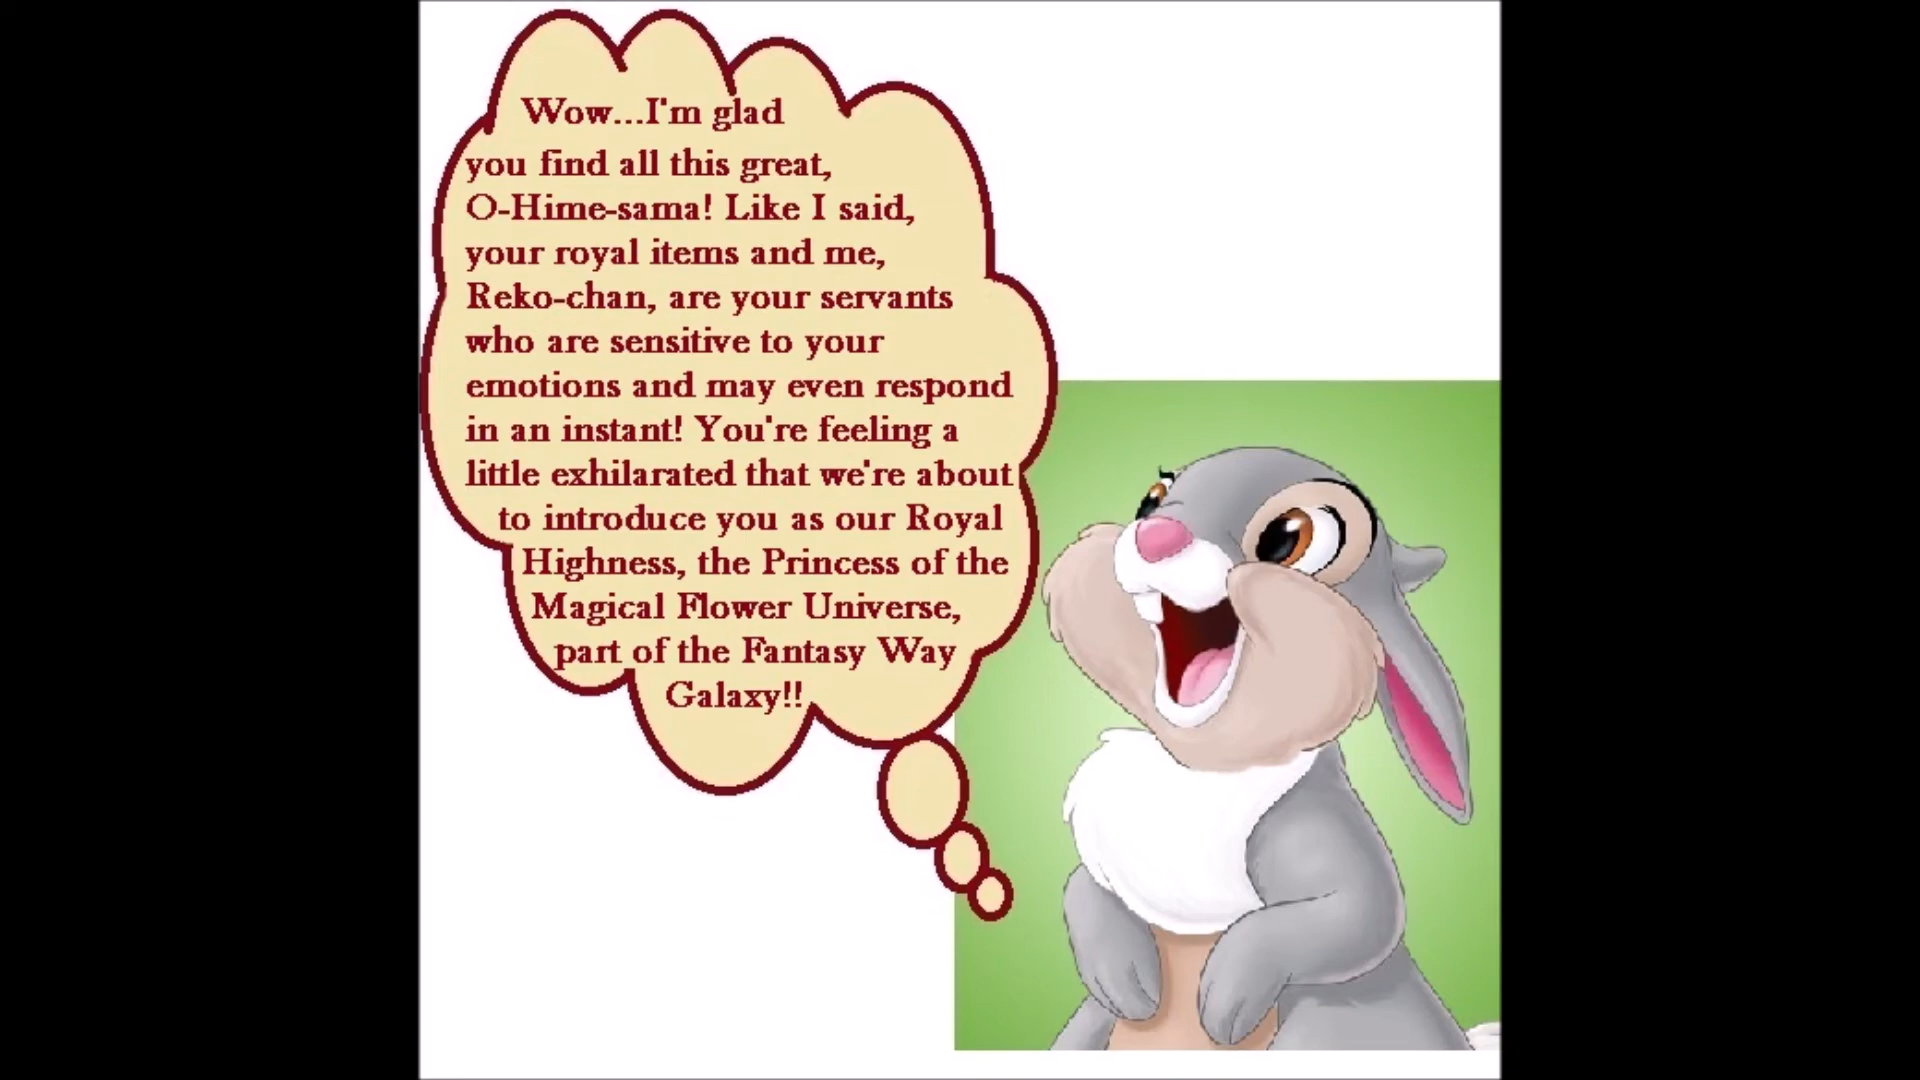 Wow...I'm glad
you find all this great,
O-Hime-sama! Like I said,
your royal items and me,
Reko-chan, are your servants
who are sensitive to your
emotions and may even respond
in an instant! You're feeling a
little exhilarated that we're about
to introduce you as our Royal
Highness, the Princess of the
Magical Flower Universe,
part of the Fantasy Way
Galaxy!!